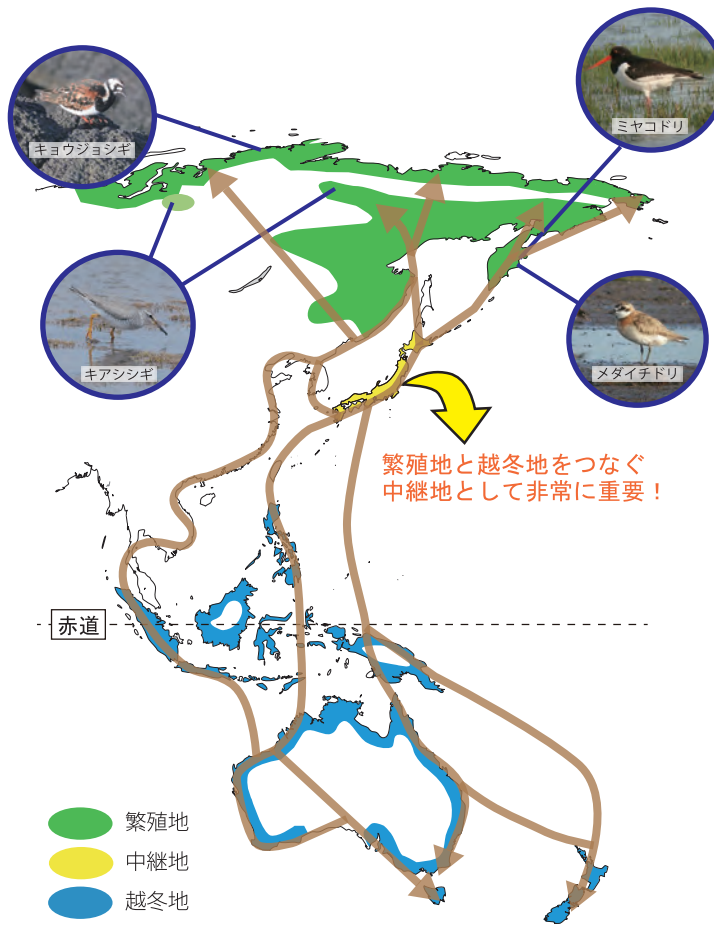 キョウジョシギ
ミヤコドリ
キアシシギ
メダイチドリ
繁殖地と越冬地をつなぐ
中継地として非常に重要！
赤道
繁殖地
中継地
越冬地